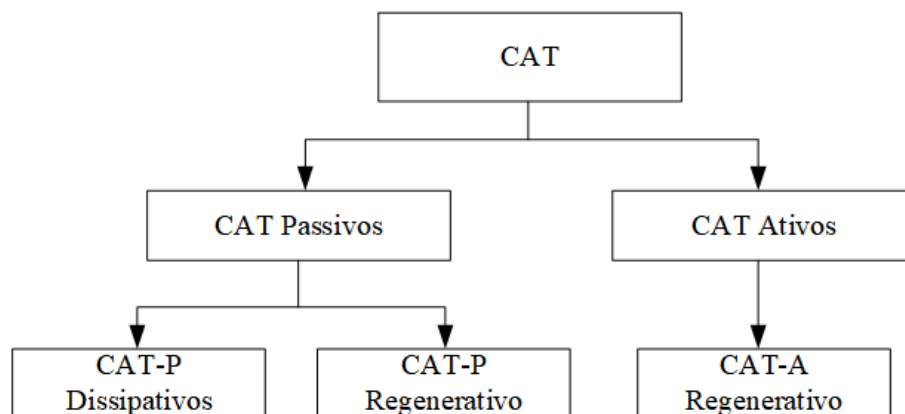 CAT
CAT Passivos
CAT Ativos
CAT-P
Dissipativos
CAT-P
Regenerativo
CAT-A
Regenerativo